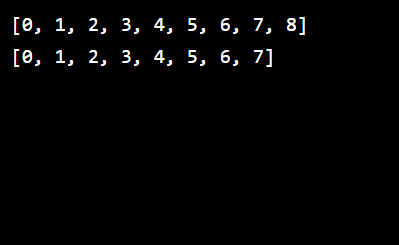 [0, 1, 2, 3, 4, 5, 6, 7, 8]
[0, 1, 2, 3, 4, 5, 6, 7]